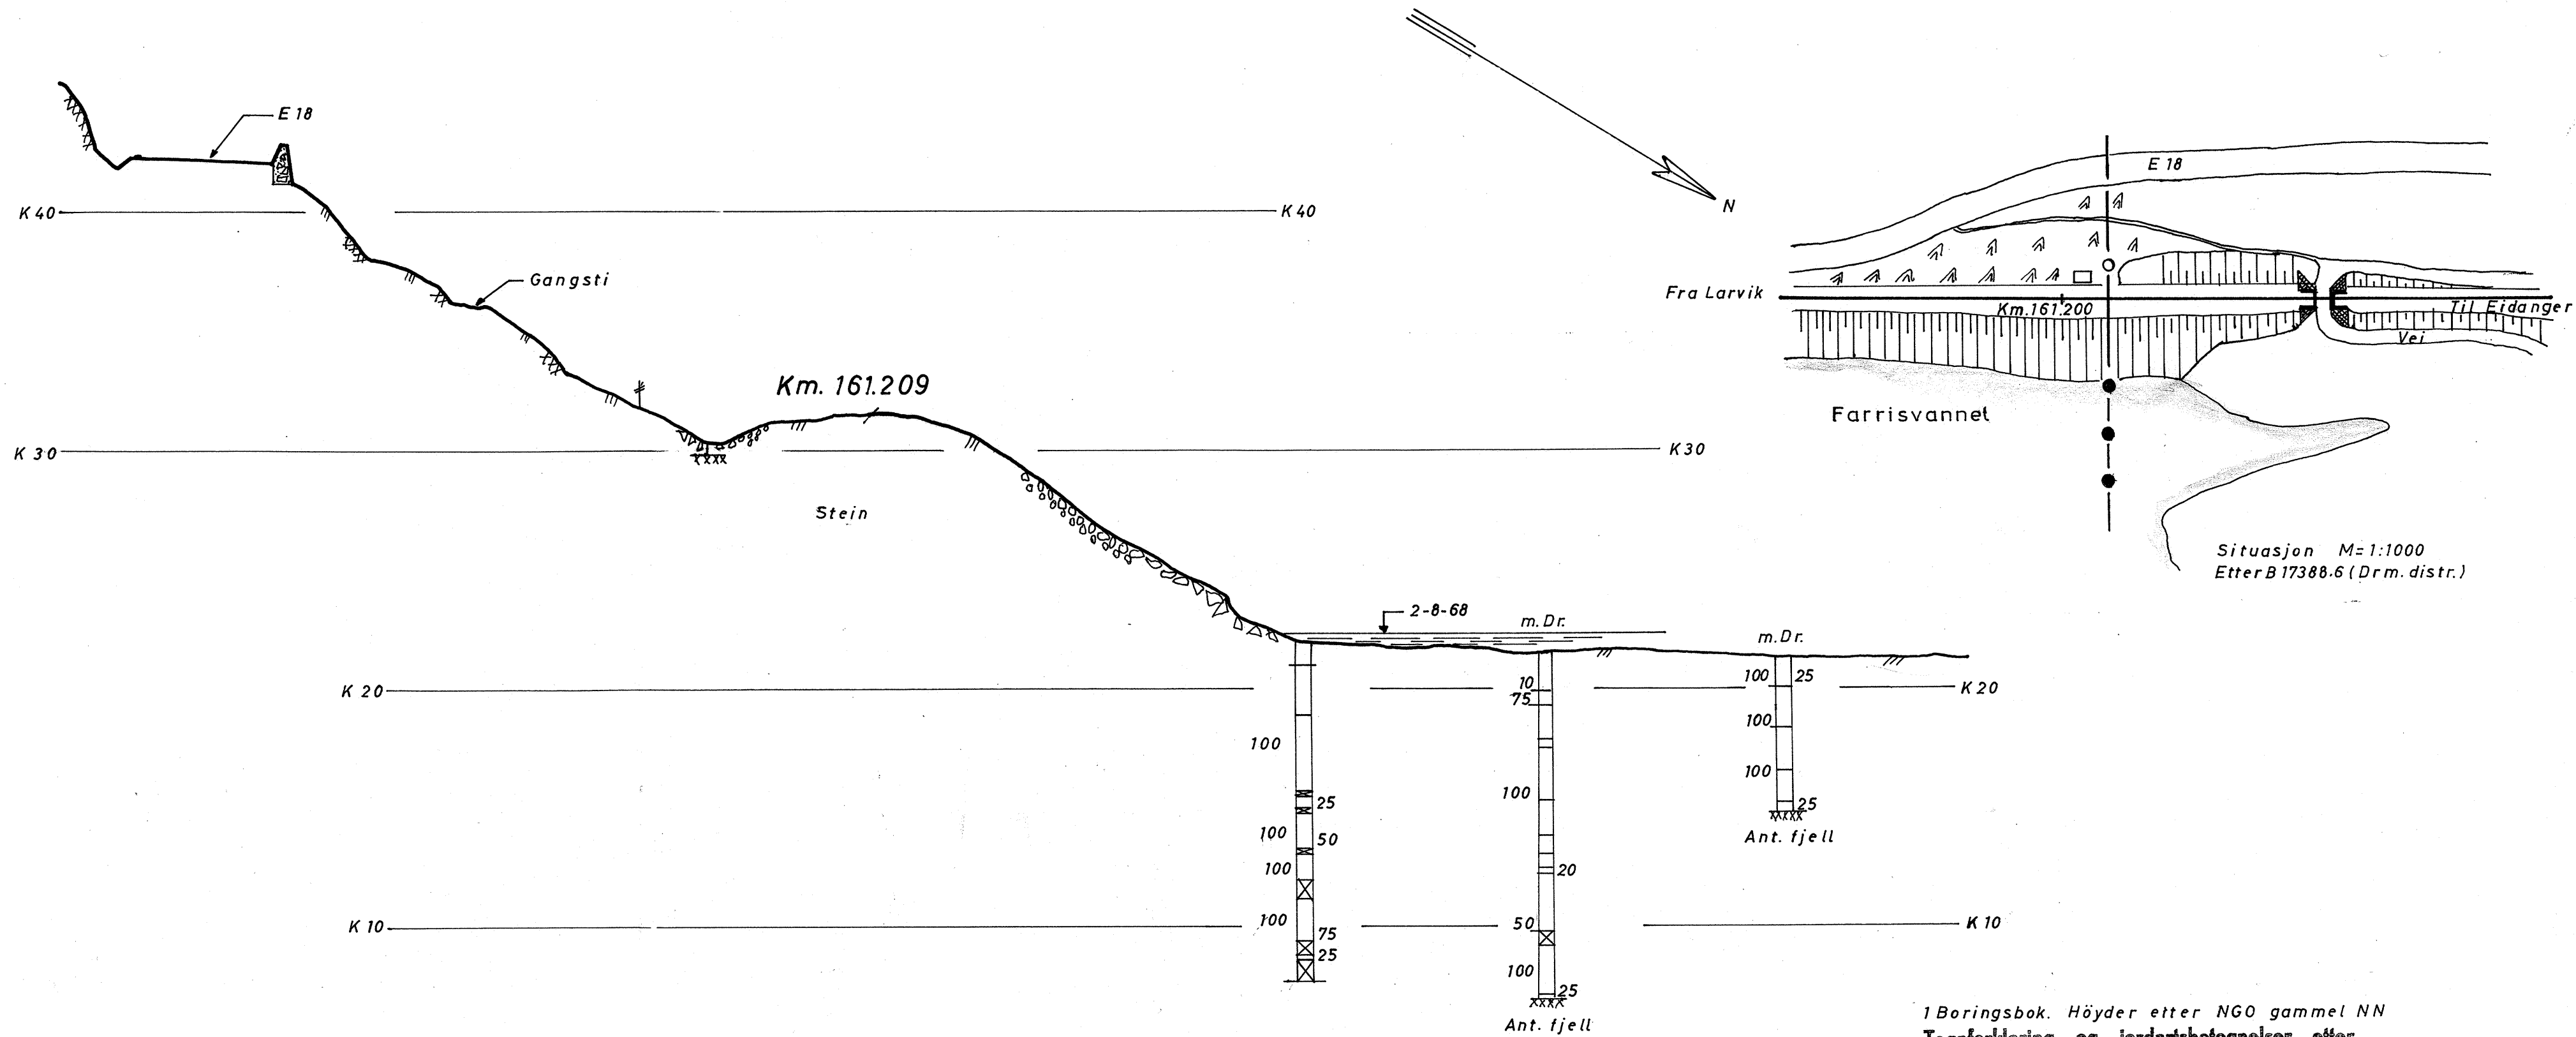 E 18
K 40
K 40
N
Gangsti
Km. 161.209
K 30
K 30
Stein
E 18
Fra Larvik
Km. 161.200
Til Eidanger
Vei
Farrisvannet
Situasjon M= 1:1000
Etter B 17388.6 (Drm. distr.)
2-8-68
m. Dr.
m. Dr.
K 20
K 20
100
25
50
100
100
100
75
25
10
75
100
20
50
100
25
Ant. fjell
100
25
100
100
25
Ant. fjell
K 10
K 10
1 Boringsbok. Höyder etter NGO gammel NN